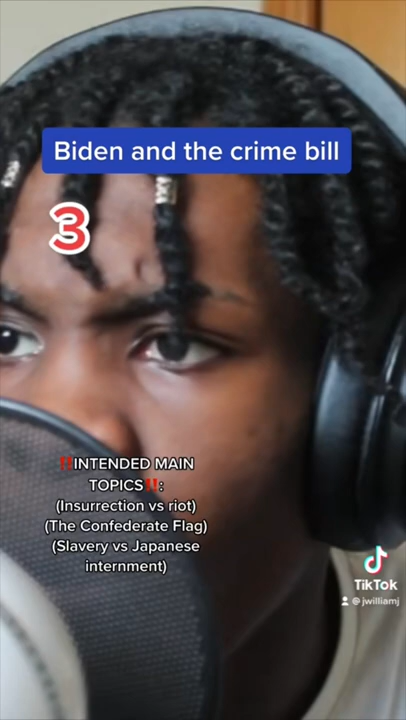 Biden and the crime bill
3
‼️INTENDED MAIN
TOPICS‼️:
(Insurrection vs riot)
(The Confederate Flag)
(Slavery vs Japanese
internment)
TikTok
@jwilliamj